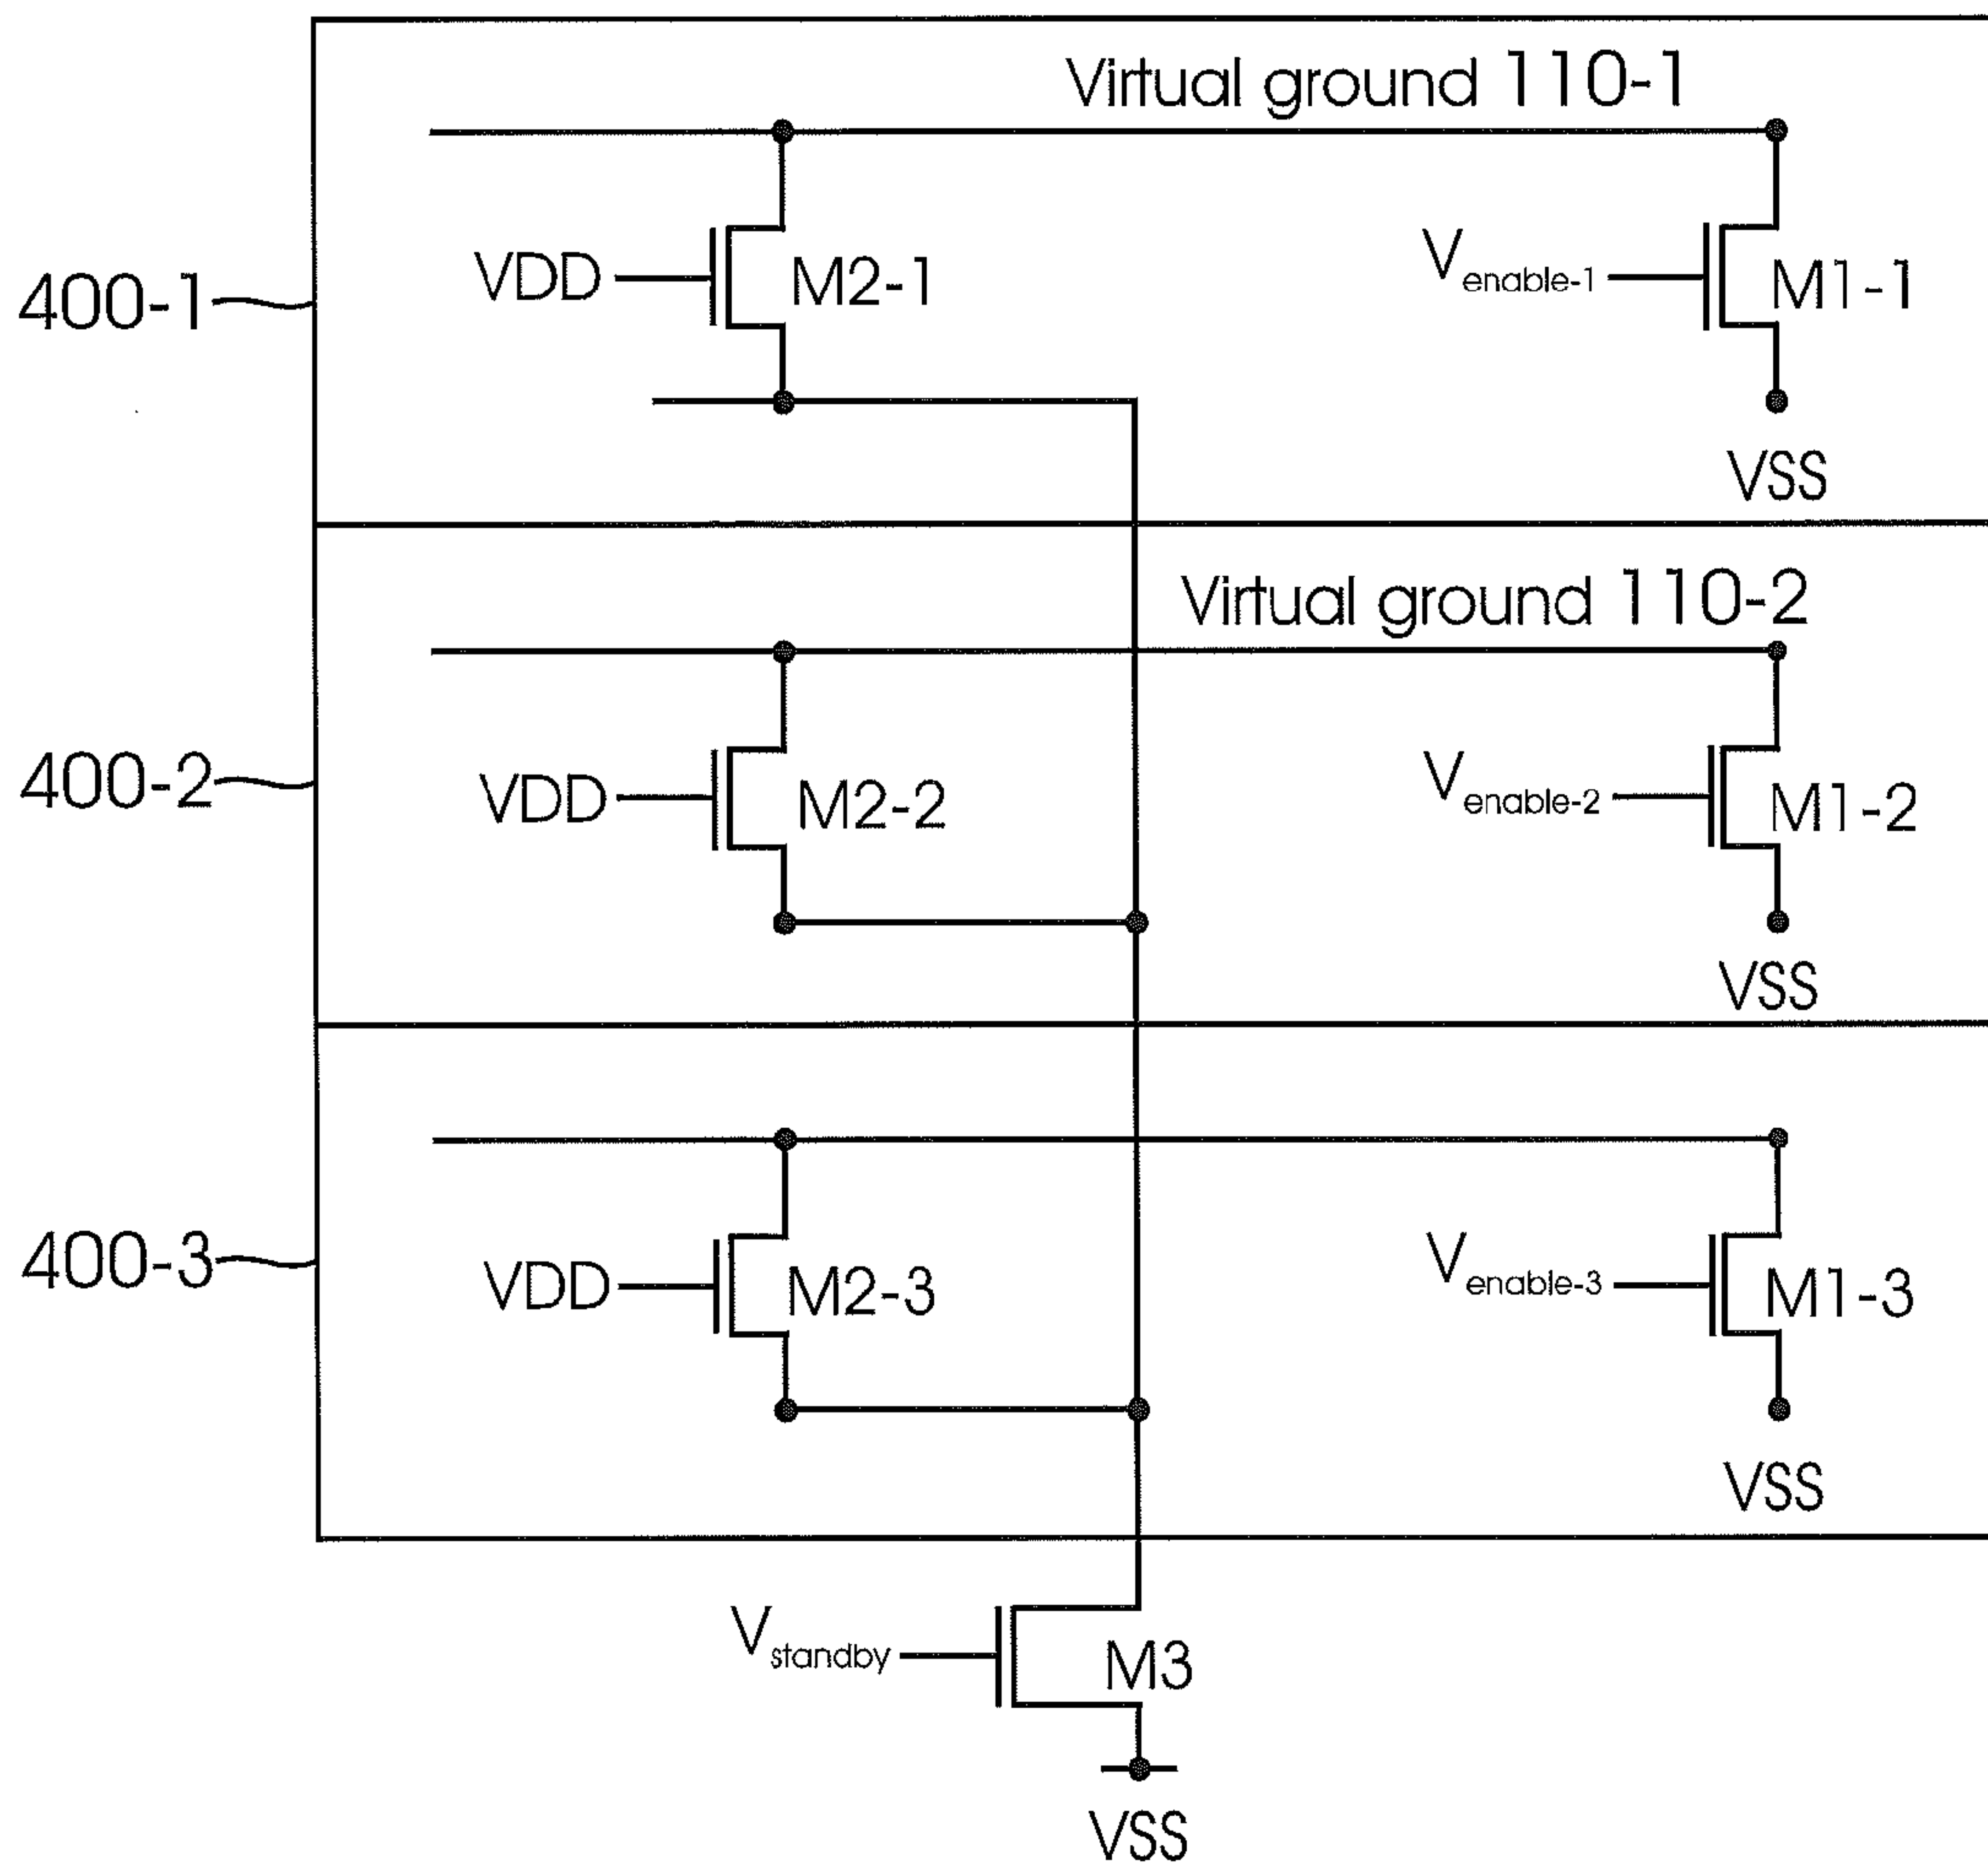 Virtual ground 110-1
400-1
VDD
M2-1
Venable-1
M1-1
VSS
Virtual ground 110-2
400-2
VDD
M2-2
Venable-2
M1-2
VSS
400-3
VDD
M2-3
Venable-3
M1-3
VSS
Vstandby
M3
VSS